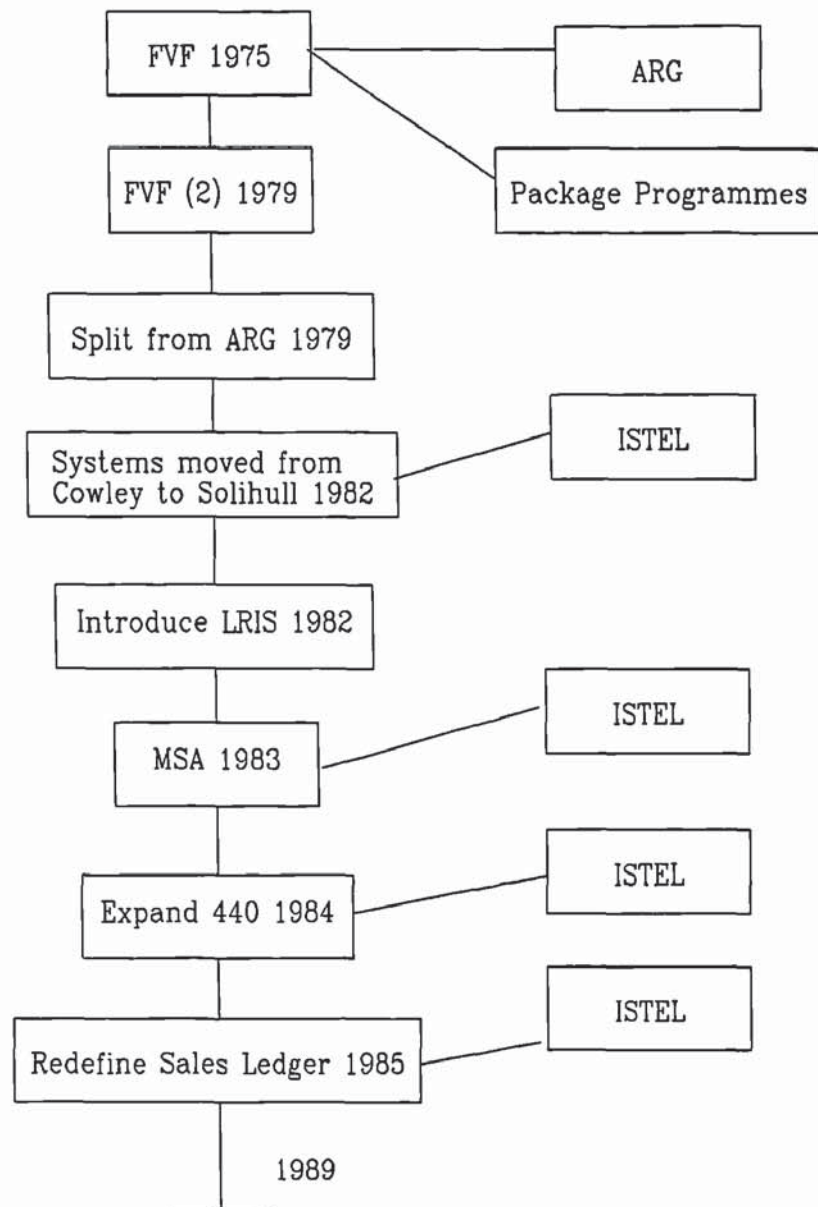 FVF 1975
ARG
FVF (2) 1979
Package Programmes
Split from ARG 1979
Systems moved from
Cowley to Solihull 1982
ISTEL
Introduce LRIS 1982
MSA 1983
ISTEL
Expand 440 1984
ISTEL
Redefine Sales Ledger 1985
ISTEL
1989